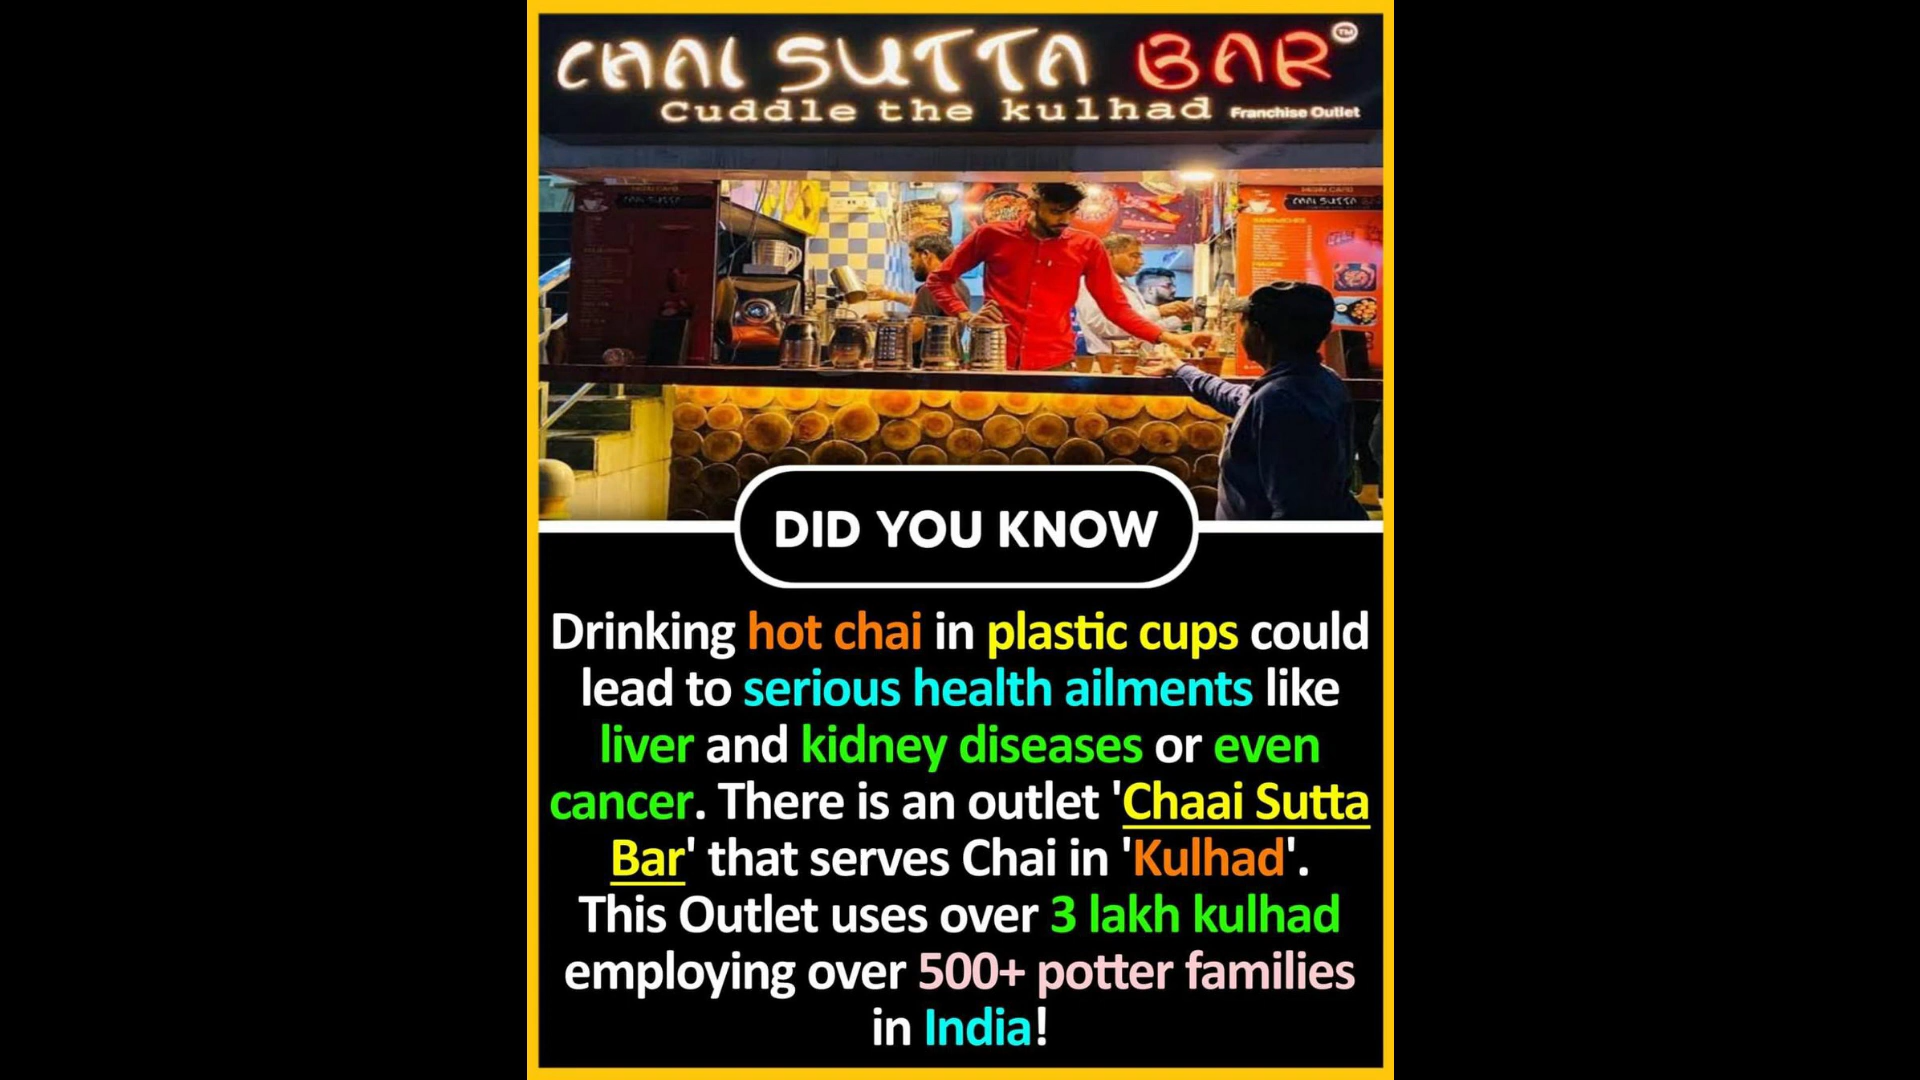 CHAI SUTTA BAR™
Cuddle the kulhad Franchise Outlet
DID YOU KNOW
Drinking hot chai in plastic cups could
lead to serious health ailments like
liver and kidney diseases or even
cancer. There is an outlet 'Chaai Sutta
Bar' that serves Chai in 'Kulhad'.
This Outlet uses over 3 lakh kulhad
employing over 500+ potter families
in India!